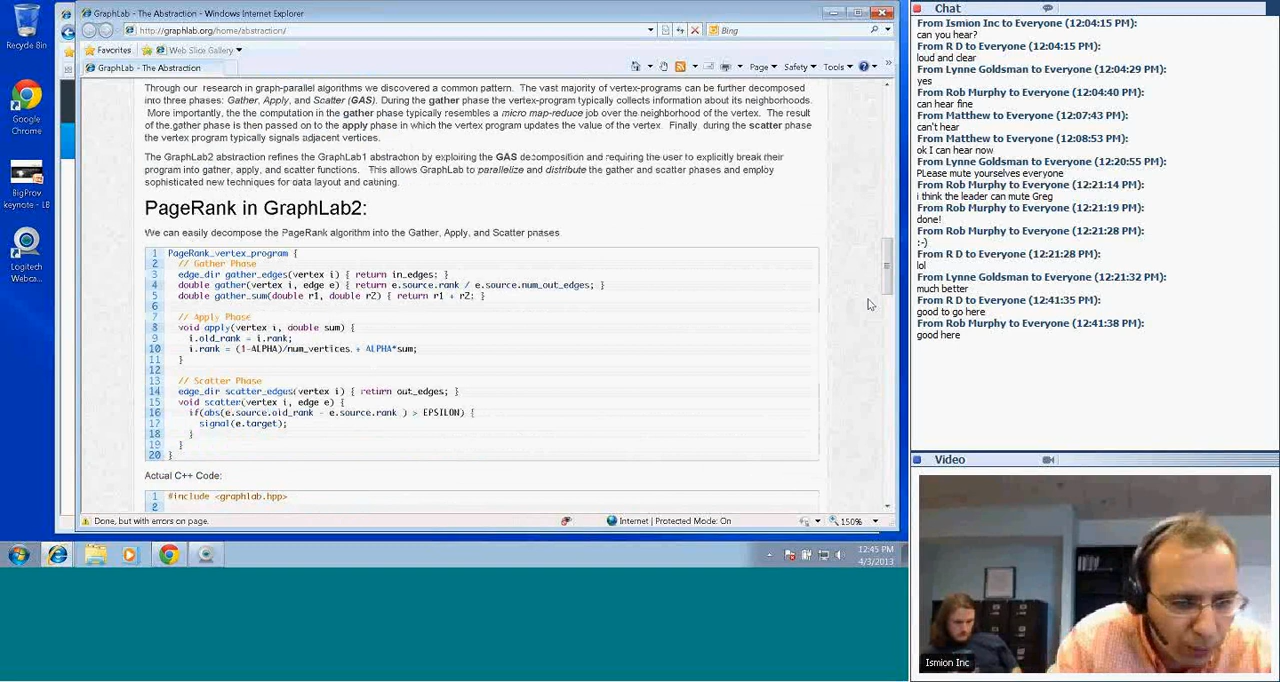 GraphLab - The Abstraction - Windows Internet Explorer
http://graphlab.org/home/abstraction/
Bing
Favorites
Web Slice Gallery
GraphLab - The Abstraction
Page
Safety
Tools
Through our research in graph-parallel algorithms we discovered a common pattern. The vast majority of vertex-programs can be further decomposed
into three phases: Gather, Apply, and Scatter (GAS). During the gather phase the vertex-program typically collects information about its neighborhoods.
More importantly, the the computation in the gather phase typically resembles a micro map-reduce job over the neighborhood of the vertex. The result
of the gather phase is then passed on to the apply phase in which the vertex program updates the value of the vertex. Finally during the scatter phase
the vertex program typically signals adjacent vertices.
The GraphLab2 abstraction refines the GraphLab1 abstraction by exploiting the GAS decomposition and requiring the user to explicitly break their
program into gather, apply, and scatter functions. This allows GraphLab to parallelize and distribute the gather and scatter phases and employ
sophisticated new techniques for data layout and caching.
PageRank in GraphLab2:
We can easily decompose the PageRank algorithm into the Gather, Apply, and Scatter phases
1 PageRank_vertex_program {
2 // Gather Phase
3 edge_dir gather_edges(vertex i) { return in_edges; }
4 double gather(vertex i, edge e) { return e.source.rank / e.source.num_out_edges; }
5 double gather_sum(double r1, double r2) { return r1 + r2; }
6
7 // Apply Phase
8 void apply(vertex i, double sum) {
9 i.old_rank = i.rank;
10 i.rank = (1-ALPHA)/num_vertices + ALPHA*sum;
11 }
12
13 // Scatter Phase
14 edge_dir scatter_edges(vertex i) { return out_edges; }
15 void scatter(vertex i, edge e) {
16 if(abs(e.source.old_rank - e.source.rank ) > EPSILON) {
17 signal(e.target);
18 }
19 }
20 }
Actual C++ Code:
1 #include <graphlab.hpp>
2
Done, but with errors on page.
Internet | Protected Mode: On
150%
12:45 PM
4/3/2013
Recycle Bin
Google
Chrome
BigProv
keynote - LB
Logitech
Webca...
Chat
From Ismion Inc to Everyone (12:04:15 PM):
can you hear?
From R D to Everyone (12:04:15 PM):
loud and clear
From Lynne Goldsman to Everyone (12:04:29 PM):
yes
From Rob Murphy to Everyone (12:04:40 PM):
can hear fine
From Matthew to Everyone (12:07:43 PM):
can't hear
From Matthew to Everyone (12:08:53 PM):
ok I can hear now
From Lynne Goldsman to Everyone (12:20:55 PM):
PLease mute yourselves everyone
From Rob Murphy to Everyone (12:21:14 PM):
i think the leader can mute Greg
From Rob Murphy to Everyone (12:21:19 PM):
done!
From Rob Murphy to Everyone (12:21:28 PM):
:-)
From R D to Everyone (12:21:28 PM):
lol
From Lynne Goldsman to Everyone (12:21:32 PM):
much better
From R D to Everyone (12:41:35 PM):
good to go here
From Rob Murphy to Everyone (12:41:38 PM):
good here
Video
Ismion Inc